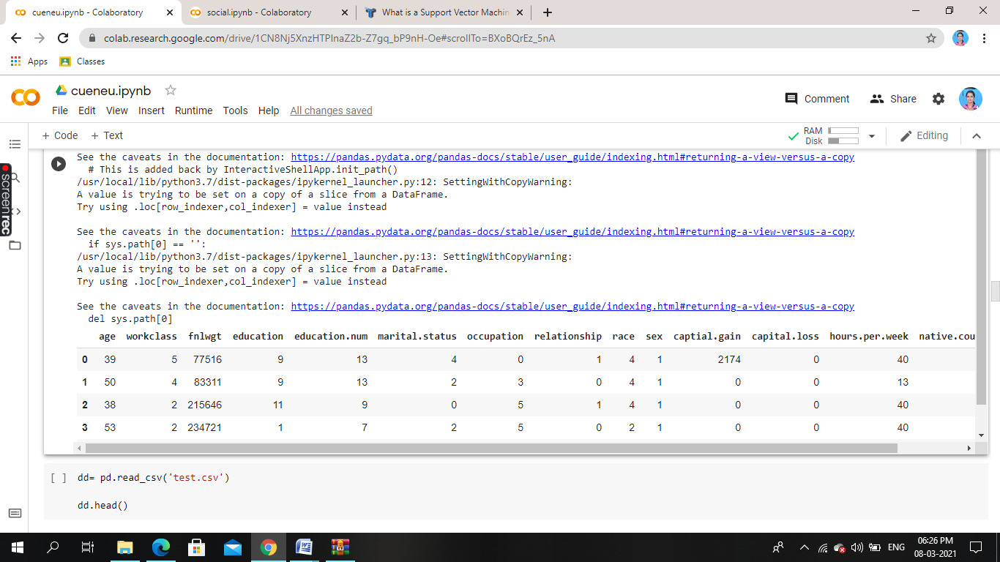 cueneu.ipynb - Colaboratory
social.ipynb - Colaboratory
What is a Support Vector Machin
colab.research.google.com/drive/1CN8Nj5XnzHTPInaZ2b-Z7gq_bP9nH-Oe#scrollTo=BXoBQrEz_5nA
Apps Classes
cueneu.ipynb
Comment Share
File Edit View Insert Runtime Tools Help All changes saved
+ Code + Text
RAM
Disk
Editing
See the caveats in the documentation: https://pandas.pydata.org/pandas-docs/stable/user_guide/indexing.html#returning-a-view-versus-a-copy
# This is added back by InteractiveShellApp.init_path()
/usr/local/lib/python3.7/dist-packages/ipykernel_launcher.py:12: SettingWithCopyWarning:
A value is trying to be set on a copy of a slice from a DataFrame.
Try using .loc[row_indexer,col_indexer] = value instead
See the caveats in the documentation: https://pandas.pydata.org/pandas-docs/stable/user_guide/indexing.html#returning-a-view-versus-a-copy
if sys.path[0] == '':
/usr/local/lib/python3.7/dist-packages/ipykernel_launcher.py:13: SettingWithCopyWarning:
A value is trying to be set on a copy of a slice from a DataFrame.
Try using .loc[row_indexer,col_indexer] = value instead
See the caveats in the documentation: https://pandas.pydata.org/pandas-docs/stable/user_guide/indexing.html#returning-a-view-versus-a-copy
del sys.path[0]
age workclass fnlwgt education education.num marital.status occupation relationship race sex captial.gain capital.loss hours.per.week native.cou
0 39 5 77516 9 13 4 0 1 4 1 2174 0 40
1 50 4 83311 9 13 2 3 0 4 1 0 0 13
2 38 2 215646 11 9 0 5 1 4 1 0 0 40
3 53 2 234721 1 7 2 5 0 2 1 0 0 40
[ ] dd= pd.read_csv('test.csv')
dd.head()
screenrec
ENG
06:26 PM
08-03-2021